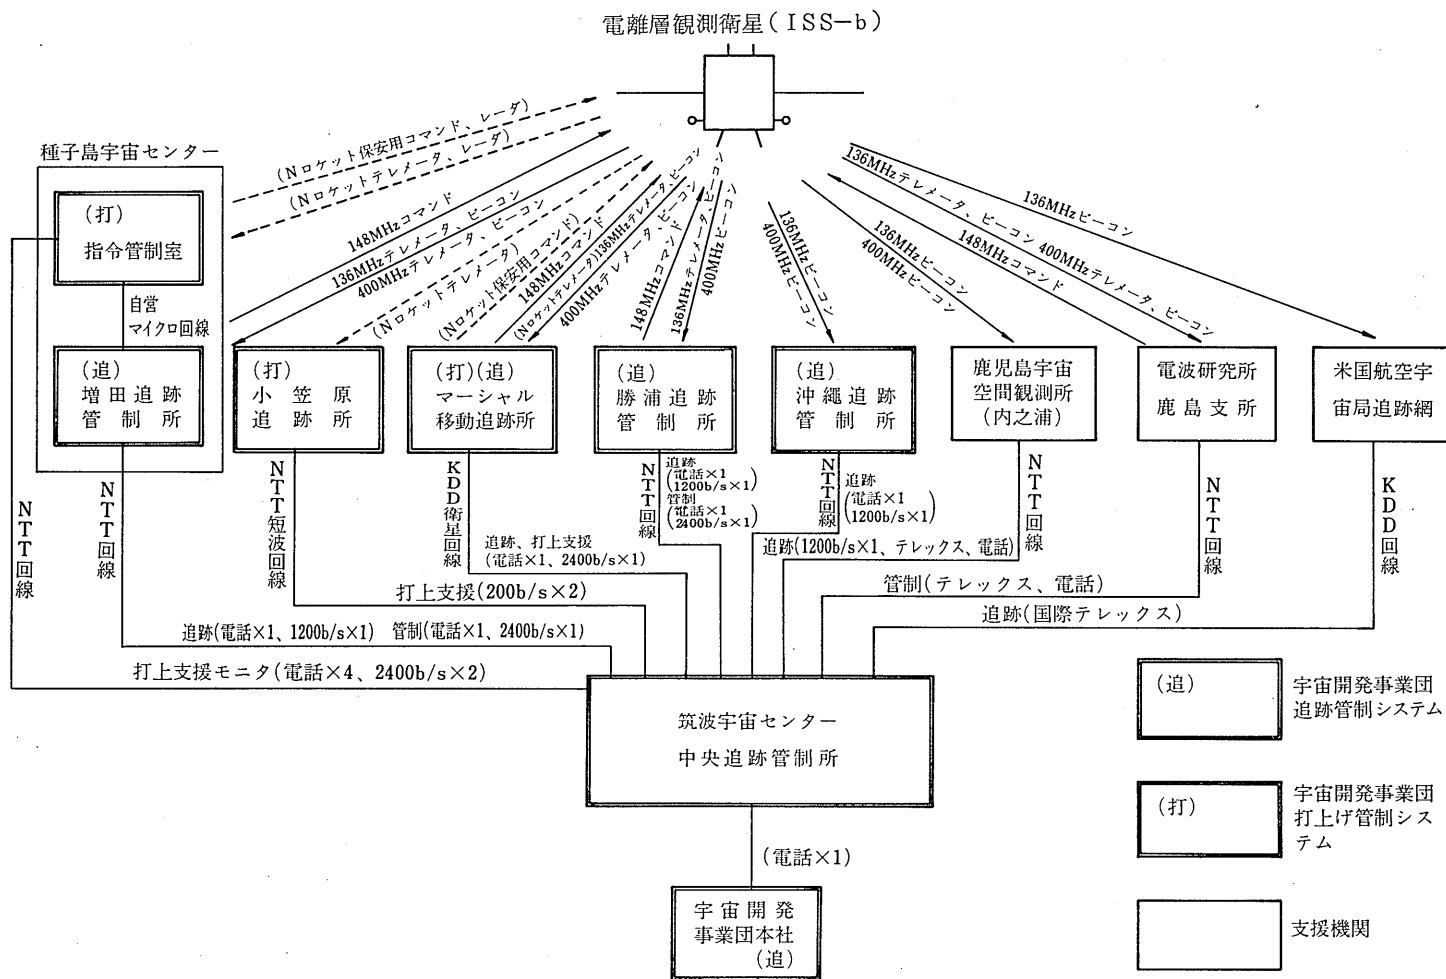 電離層観測衛星(ISS-b)
種子島宇宙センター
(打)
指令管制室
自営
マイクロ回線
(追)
増田追跡
管制所
(Nロケット保安用コマンド、レーダ)
(Nロケットテレメータ、レーダ)
148MHzコマンド
136MHzテレメータ、ビーコン
400MHzテレメータ、ビーコン
(Nロケットテレメータ)
(Nロケット保安用コマンド)
148MHzコマンド
(Nロケットテレメータ)136MHzテレメータ、ビーコン
400MHzテレメータ、ビーコン
148MHzコマンド
136MHzテレメータ、ビーコン
400MHzビーコン
136MHzビーコン
400MHzビーコン
136MHzビーコン
400MHzビーコン
136MHzテレメータ、ビーコン 400MHzテレメータ、ビーコン
148MHzコマンド
136MHzビーコン
(打)
小笠原
追跡所
(打)(追)
マーシャル
移動追跡所
(追)
勝浦追跡
管制所
(追)
沖縄追跡
管制所
鹿児島宇宙
空間観測所
(内之浦)
電波研究所
鹿島支所
米国航空宇
宙局追跡網
NTT回線
NTT回線
NTT短波回線
KDD衛星回線
NTT回線
NTT回線
NTT回線
NTT回線
KDD回線
追跡
(電話×1
1200b/s×1)
管制
(電話×1
2400b/s×1)
追跡
(電話×1
1200b/s×1)
追跡、打上支援
(電話×1、2400b/s×1)
追跡(1200b/s×1、テレックス、電話)
打上支援(200b/s×2)
管制(テレックス、電話)
追跡(国際テレックス)
追跡(電話×1、1200b/s×1) 管制(電話×1、2400b/s×1)
打上支援モニタ(電話×4、2400b/s×2)
筑波宇宙センター
中央追跡管制所
(電話×1)
宇宙開発
事業団本社
(追)
(追)
宇宙開発事業団
追跡管制システム
(打)
宇宙開発事業団
打上げ管制シス
テム
支援機関